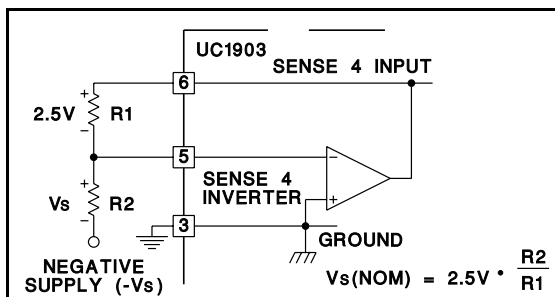 UC1903
SENSE 4 INPUT
6
+
2.5V R1
−
5
−
SENSE 4
INVERTER
+
Vs R2
−
+
3
GROUND
NEGATIVE
SUPPLY (-Vs)
Vs(NOM) = 2.5V • R2/R1